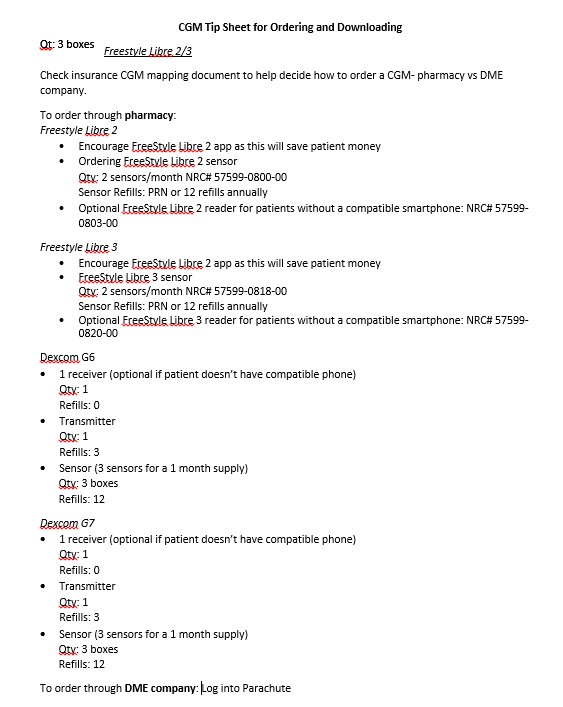 CGM Tip Sheet for Ordering and Downloading
Qt: 3 boxes
Freestyle Libre 2/3
Check insurance CGM mapping document to help decide how to order a CGM- pharmacy vs DME
company.
To order through pharmacy:
Freestyle Libre 2
• Encourage FreeStyle Libre 2 app as this will save patient money
• Ordering FreeStyle Libre 2 sensor
Qty: 2 sensors/month NRC# 57599-0800-00
Sensor Refills: PRN or 12 refills annually
• Optional FreeStyle Libre 2 reader for patients without a compatible smartphone: NRC# 57599-
0803-00
Freestyle Libre 3
• Encourage FreeStyle Libre 2 app as this will save patient money
• FreeStyle Libre 3 sensor
Qty: 2 sensors/month NRC# 57599-0818-00
Sensor Refills: PRN or 12 refills annually
• Optional FreeStyle Libre 3 reader for patients without a compatible smartphone: NRC# 57599-
0820-00
Dexcom G6
• 1 receiver (optional if patient doesn't have compatible phone)
Qty: 1
Refills: 0
• Transmitter
Qty: 1
Refills: 3
• Sensor (3 sensors for a 1 month supply)
Qty: 3 boxes
Refills: 12
Dexcom G7
• 1 receiver (optional if patient doesn't have compatible phone)
Qty: 1
Refills: 0
• Transmitter
Qty: 1
Refills: 3
• Sensor (3 sensors for a 1 month supply)
Qty: 3 boxes
Refills: 12
To order through DME company: Log into Parachute